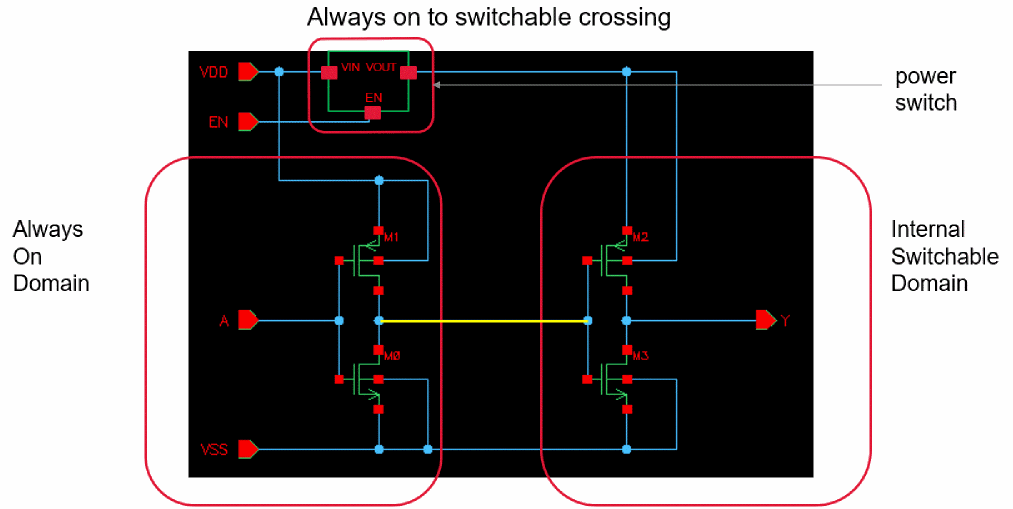 Always on to switchable crossing
VDD
VIN VOUT
EN
EN
power
switch
Always
On
Domain
Internal
Switchable
Domain
M1
M2
A
Y
M0
M3
VSS